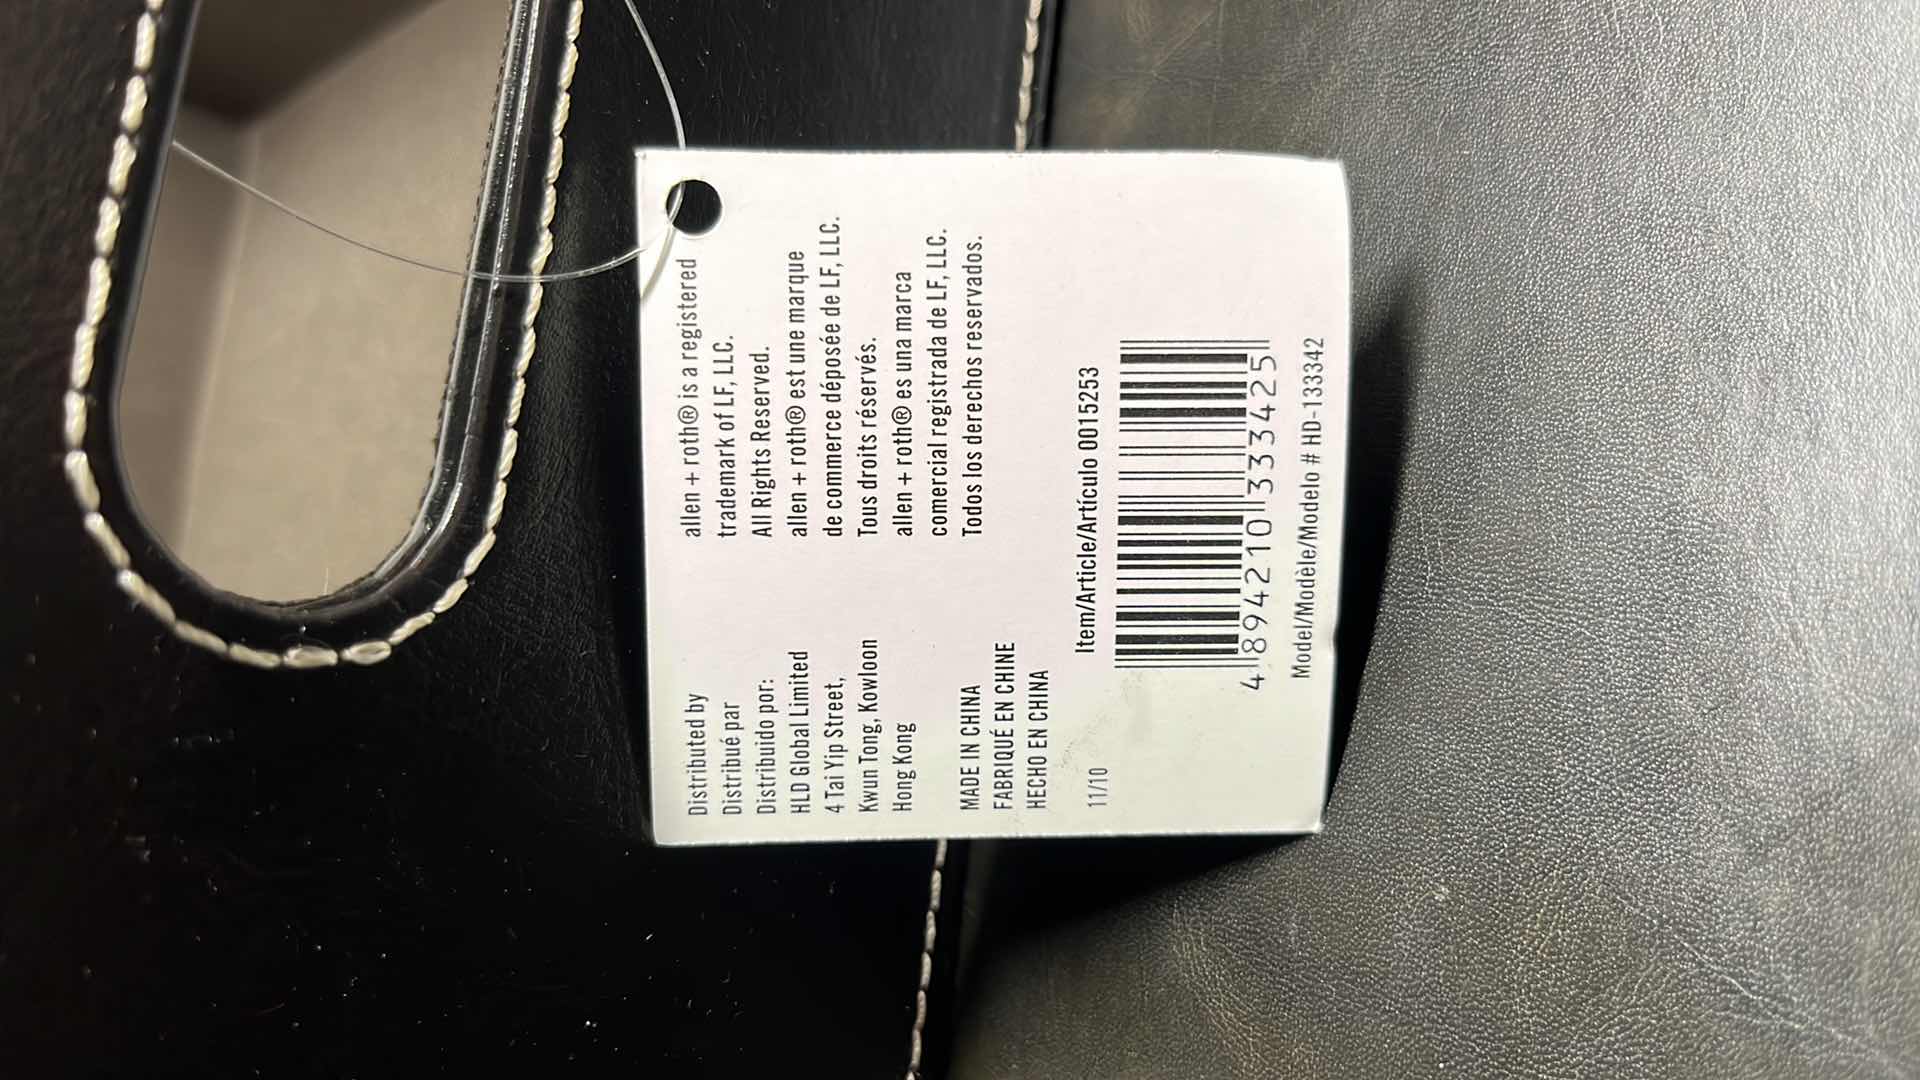 allen + roth® is a registered
trademark of LF, LLC.
All Rights Reserved.
allen + roth® est une marque
de commerce déposée de LF, LLC.
Tous droits réservés.
allen + roth® es una marca
comercial registrada de LF, LLC.
Todos los derechos reservados.
Distributed by
Distribué par
Distribuido por:
HLD Global Limited
4 Tai Yip Street,
Kwun Tong, Kowloon
Hong Kong
MADE IN CHINA
FABRIQUÉ EN CHINE
HECHO EN CHINA
11/10
Item/Article/Artículo 0015253
4 894210 333425
Model/Modèle/Modelo # HD-133342